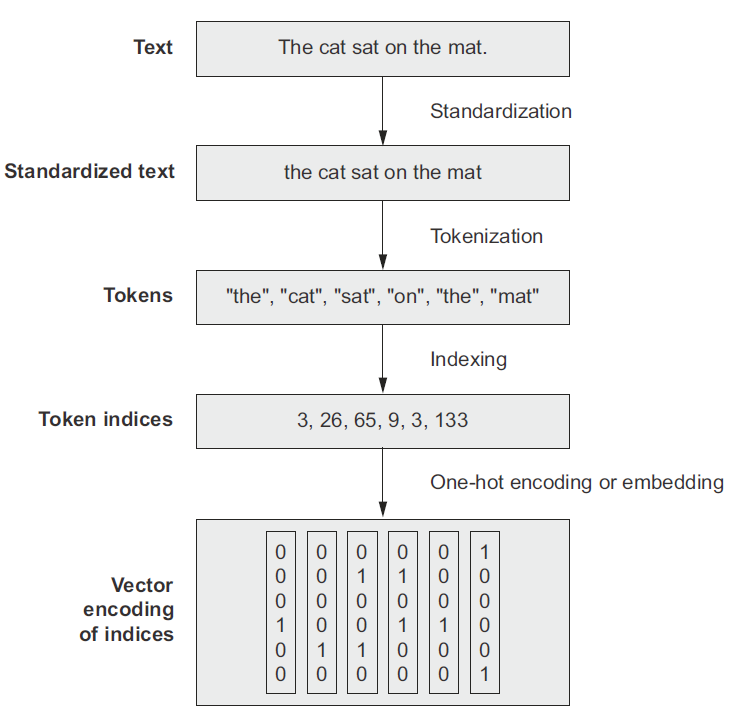 Text
The cat sat on the mat.
Standardization
Standardized text
the cat sat on the mat
Tokenization
Tokens
"the", "cat", "sat", "on", "the", "mat"
Indexing
Token indices
3, 26, 65, 9, 3, 133
One-hot encoding or embedding
Vector
encoding
of indices
0 0 0 0 0 1
0 0 1 1 0 0
0 0 0 0 0 0
1 0 0 1 1 0
0 1 1 0 0 0
0 0 0 0 0 1